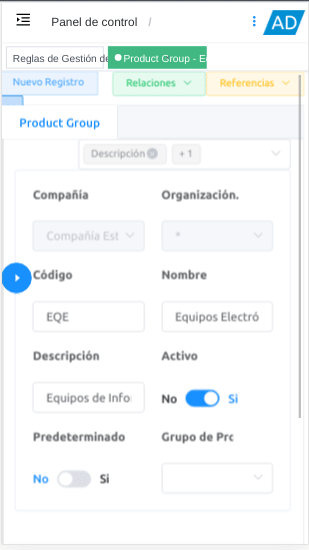 Panel de control /
AD
Reglas de Gestión de
Product Group - E
Nuevo Registro
Relaciones
Referencias
Product Group
Descripción
+ 1
Compañía
Organización.
Compañía Est
*
Código
Nombre
EQE
Equipos Electró
Descripción
Activo
Equipos de Info
No
Si
Predeterminado
Grupo de Prc
No
Si